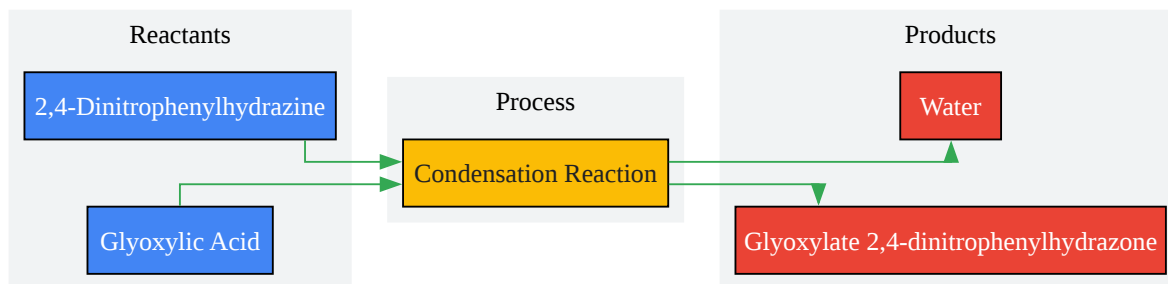 Reactants
2,4-Dinitrophenylhydrazine
Glyoxylic Acid
Process
Condensation Reaction
Products
Water
Glyoxylate 2,4-dinitrophenylhydrazone